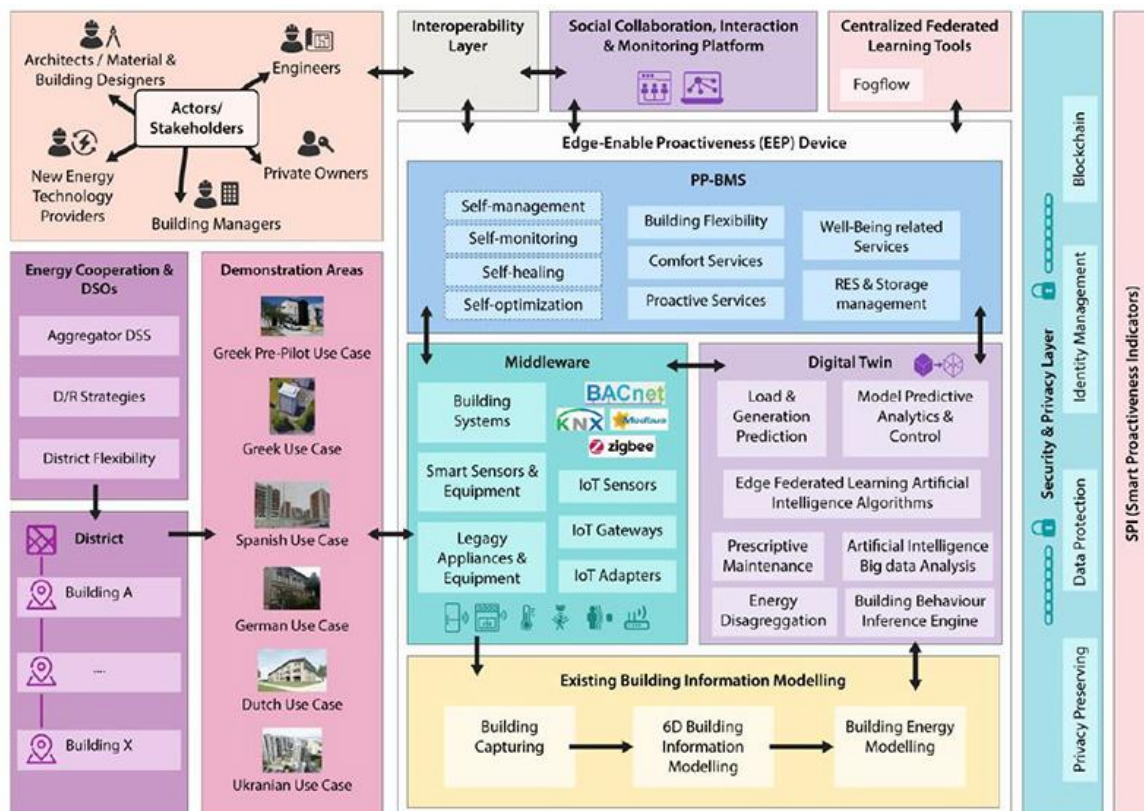 Architects / Material &
Building Designers
Engineers
Actors/
Stakeholders
New Energy
Technology
Providers
Private Owners
Building Managers
Interoperability
Layer
Social Collaboration, Interaction
& Monitoring Platform
Centralized Federated
Learning Tools
Fogflow
Edge-Enable Proactiveness (EEP) Device
PP-BMS
Self-management
Self-monitoring
Self-healing
Self-optimization
Building Flexibility
Comfort Services
Proactive Services
Well-Being related
Services
RES & Storage
management
Energy Cooperation &
DSOs
Aggregator DSS
D/R Strategies
District Flexibility
District
Building A
....
Building X
Demonstration Areas
Greek Pre-Pilot Use Case
Greek Use Case
Spanish Use Case
German Use Case
Dutch Use Case
Ukranian Use Case
Middleware
Building
Systems
Smart Sensors &
Equipment
Legagy
Appliances &
Equipment
BACnet
KNX
Modbus
zigbee
IoT Sensors
IoT Gateways
IoT Adapters
Digital Twin
Load &
Generation
Prediction
Model Predictive
Analytics &
Control
Edge Federated Learning Artificial
Intelligence Algorithms
Prescriptive
Maintenance
Artificial Intelligence
Big data Analysis
Energy
Disagreggation
Building Behaviour
Inference Engine
Existing Building Information Modelling
Building
Capturing
6D Building
Information
Modelling
Building Energy
Modelling
Security & Privacy Layer
Blockchain
Identity Management
Data Protection
Privacy Preserving
SPI (Smart Proactiveness Indicators)